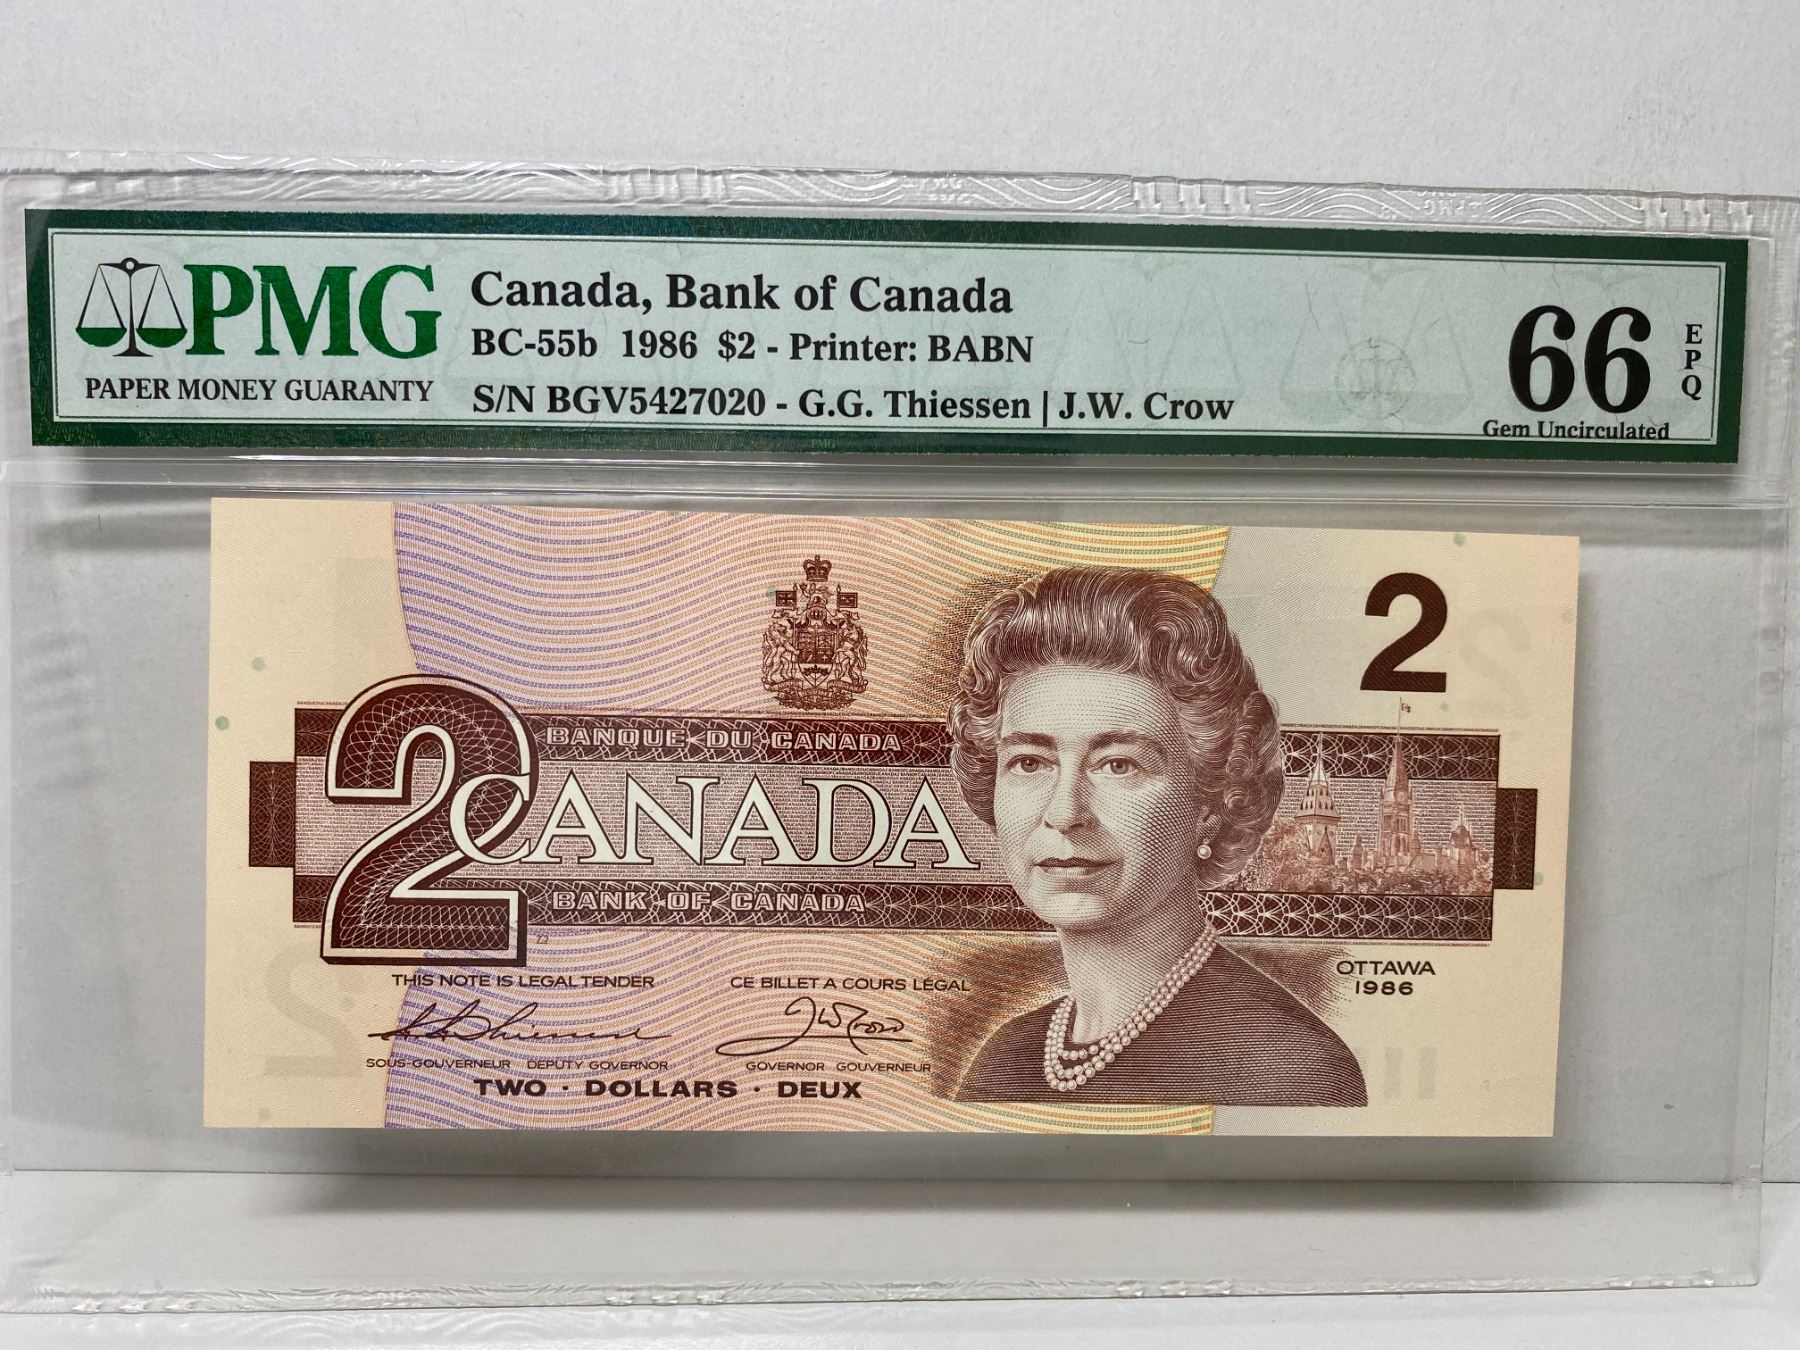 PMG
PAPER MONEY GUARANTY
Canada, Bank of Canada
BC-55b 1986 $2 - Printer: BABN
S/N BGV5427020 - G.G. Thiessen | J.W. Crow
66
EPQ
Gem Uncirculated
2
BANQUE DU CANADA
2
CANADA
BANK OF CANADA
OTTAWA
1986
THIS NOTE IS LEGAL TENDER
CE BILLET A COURS LÉGAL
SOUS-GOUVERNEUR DEPUTY GOVERNOR
GOVERNOR GOUVERNEUR
TWO · DOLLARS · DEUX